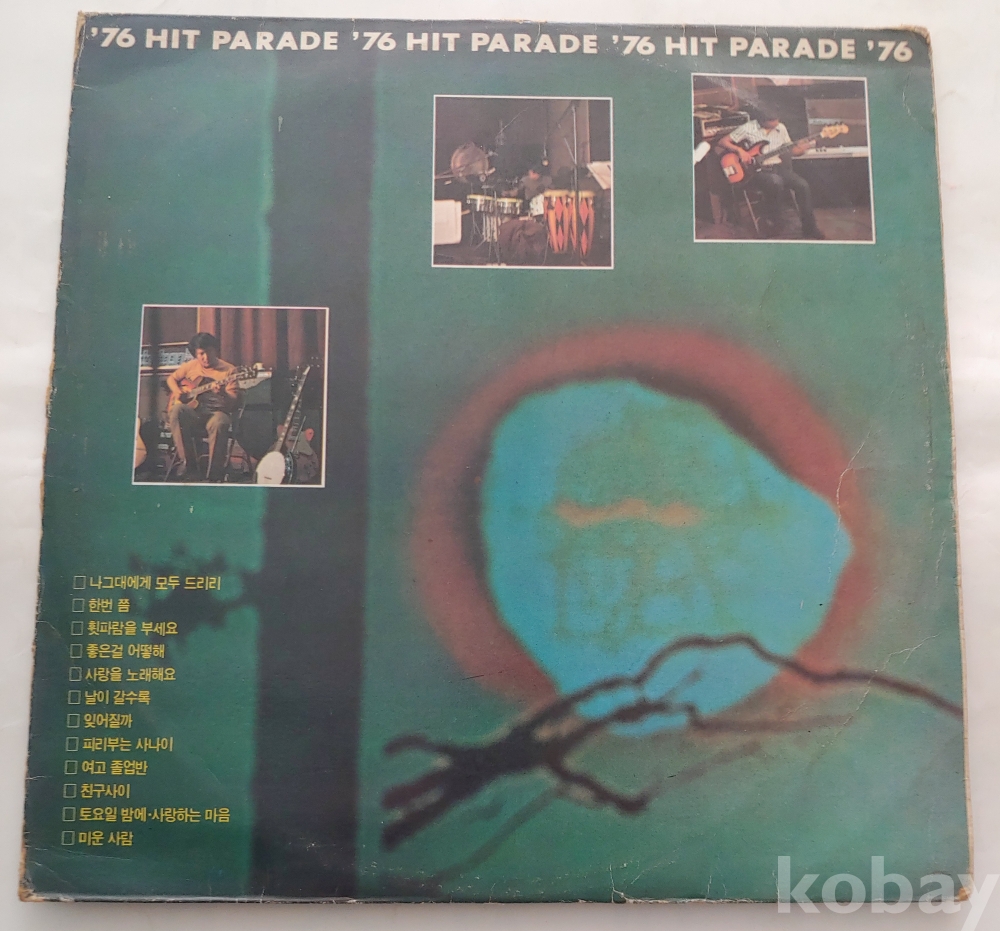 '76 HIT PARADE '76 HIT PARADE '76 HIT PARADE '76
□ 나그대에게 모두 드리리
□ 한번 쯤
□ 휫파람을 부세요
□ 좋은걸 어떻해
□ 사랑을 노래해요
□ 날이 갈수록
□ 잊어질까
□ 피리부는 사나이
□ 여고 졸업반
□ 친구사이
□ 토요일 밤에·사랑하는 마음
□ 미운 사람
kobay